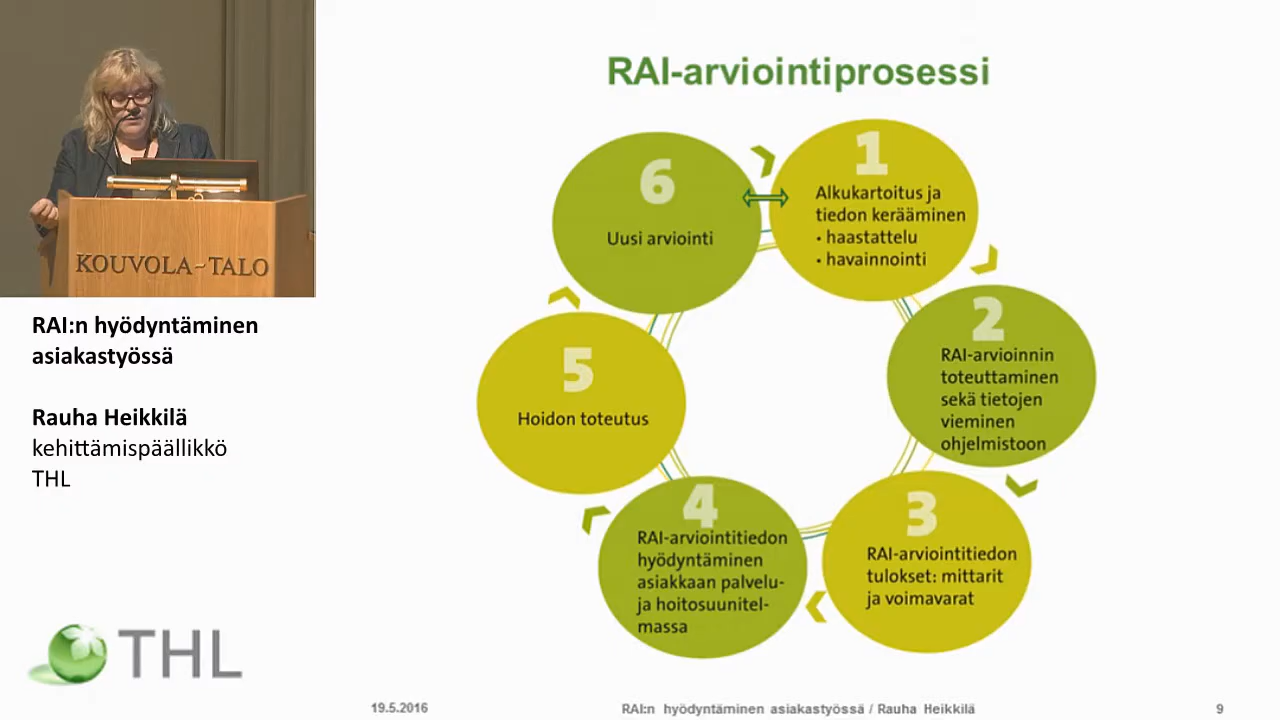 KOUVOLA-TALO
RAI:n hyödyntäminen
asiakastyössä
Rauha Heikkilä
kehittämispäällikkö
THL
THL
RAI-arviointiprosessi
1
Alkukartoitus ja
tiedon kerääminen
• haastattelu
• havainnointi
2
RAI-arvioinnin
toteuttaminen
sekä tietojen
vieminen
ohjelmistoon
3
RAI-arviointitiedon
tulokset: mittarit
ja voimavarat
4
RAI-arviointitiedon
hyödyntäminen
asiakkaan palvelu-
ja hoitosuunitel-
massa
5
Hoidon toteutus
6
Uusi arviointi
19.5.2016
RAI:n hyödyntäminen asiakastyössä / Rauha Heikkilä
9